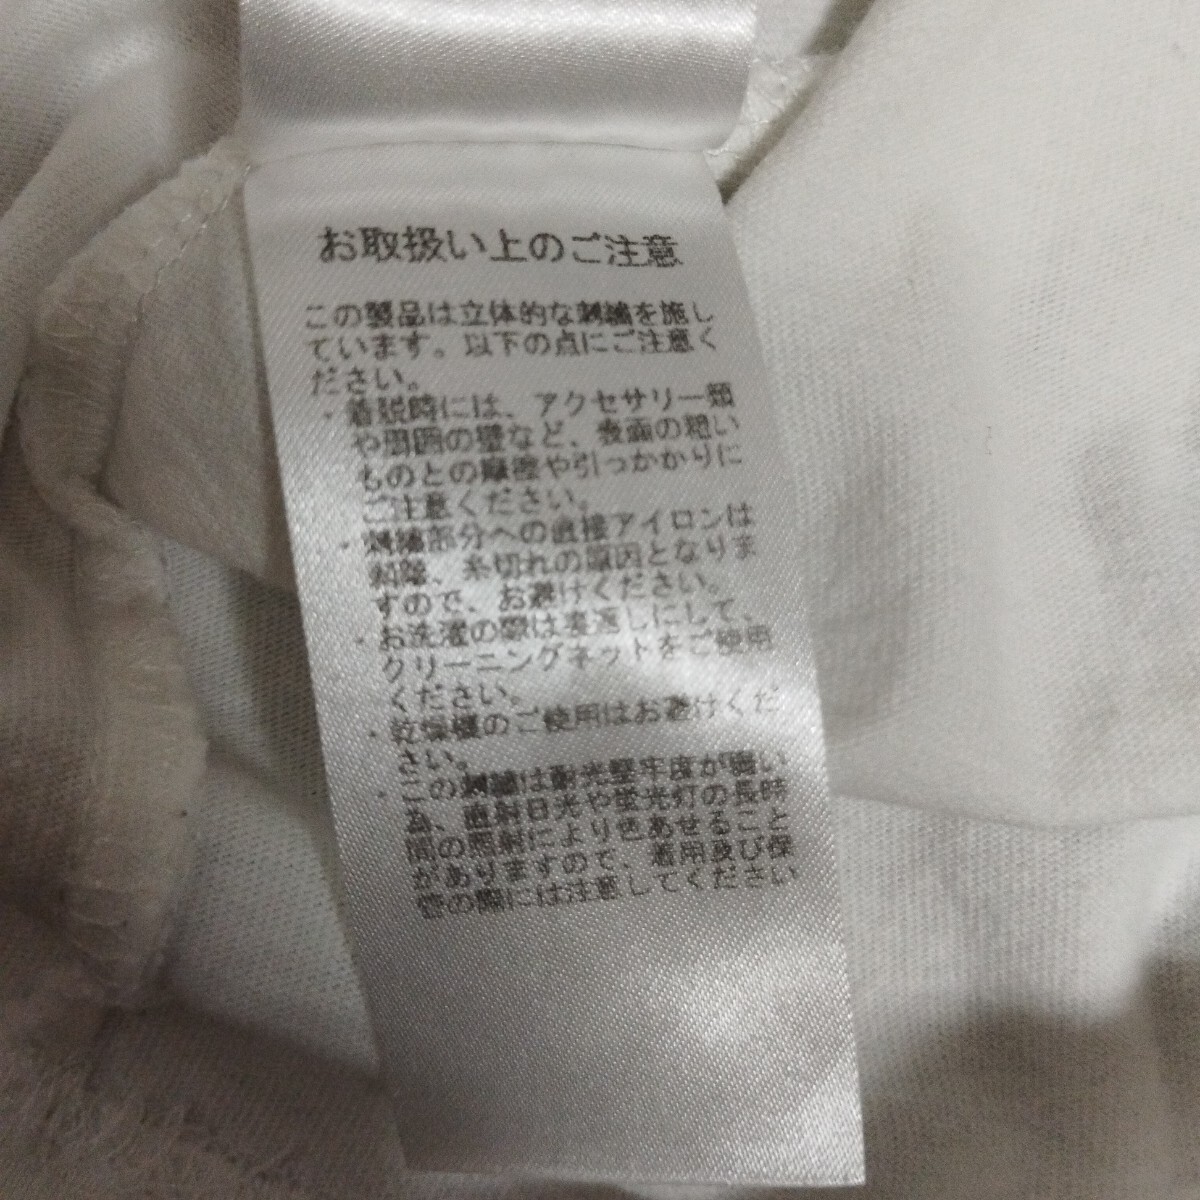 お取扱い上のご注意
この製品は立体的な刺繍を施し
ています。以下の点にご注意く
ださい。
・着脱時には、アクセサリー類
や周囲の壁など、表面の粗い
ものとの摩擦や引っかかりに
ご注意ください。
・刺繍部分への直接アイロンは
剥離、糸切れの原因となりま
すので、お避けください。
・お洗濯の際は裏返しにして、
クリーニングネットをご使用
ください。
・乾燥機のご使用はお避けくだ
さい。
・この刺繍は耐光堅牢度が弱い
為、直射日光や蛍光灯の長時
間の照射により色あせること
がありますので、着用及び保
管の際には注意してください